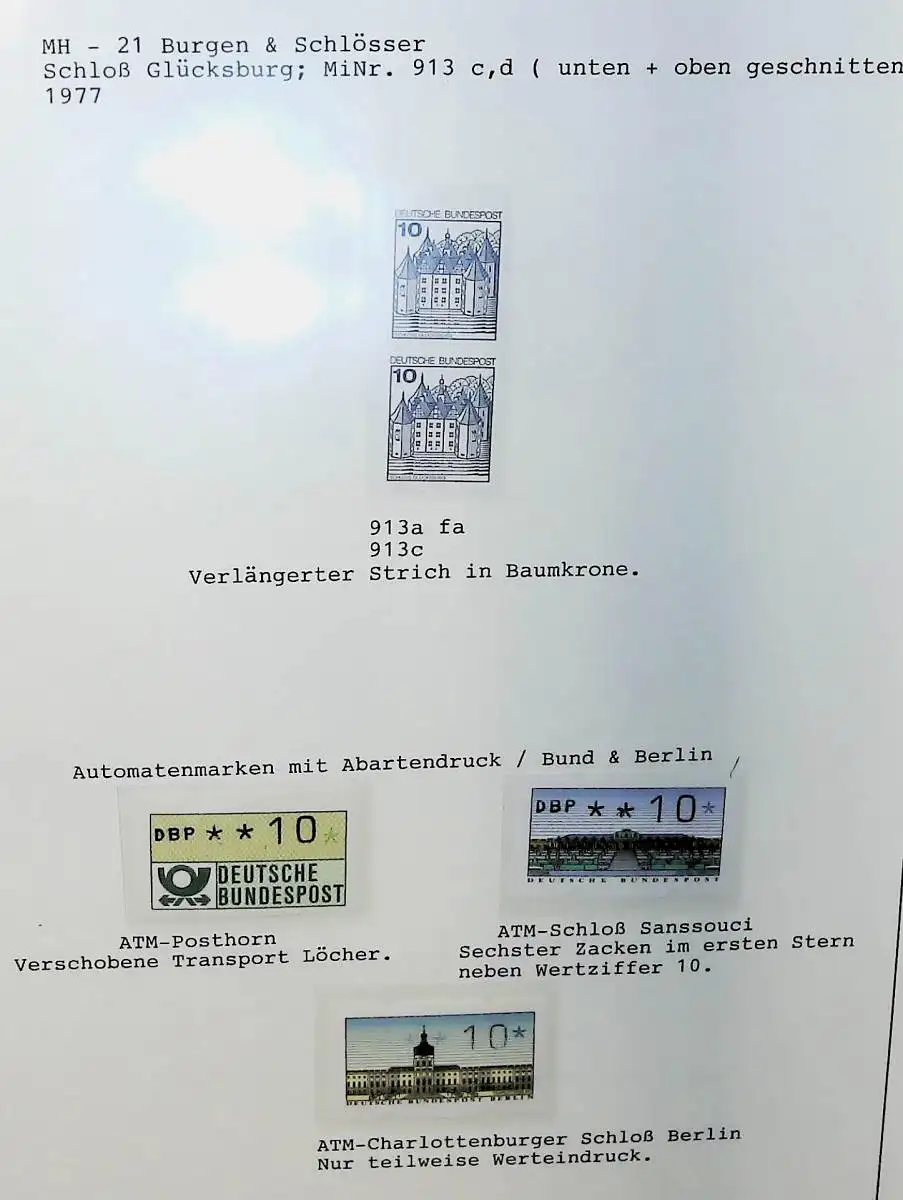 MH - 21 Burgen & Schlösser
Schloß Glücksburg; MiNr. 913 c,d ( unten + oben geschnitten
1977
DEUTSCHE BUNDESPOST
10
DEUTSCHE BUNDESPOST
10
913a fa
913c
Verlängerter Strich in Baumkrone.
Automatenmarken mit Abartendruck / Bund & Berlin /
DBP * * 10 *
DEUTSCHE
BUNDESPOST
DBP * * 10 *
DEUTSCHE BUNDESPOST
ATM-Posthorn
Verschobene Transport Löcher.
ATM-Schloß Sanssouci
Sechster Zacken im ersten Stern
neben Wertziffer 10.
10*
DEUTSCHE BUNDESPOST BERLIN
ATM-Charlottenburger Schloß Berlin
Nur teilweise Werteindruck.